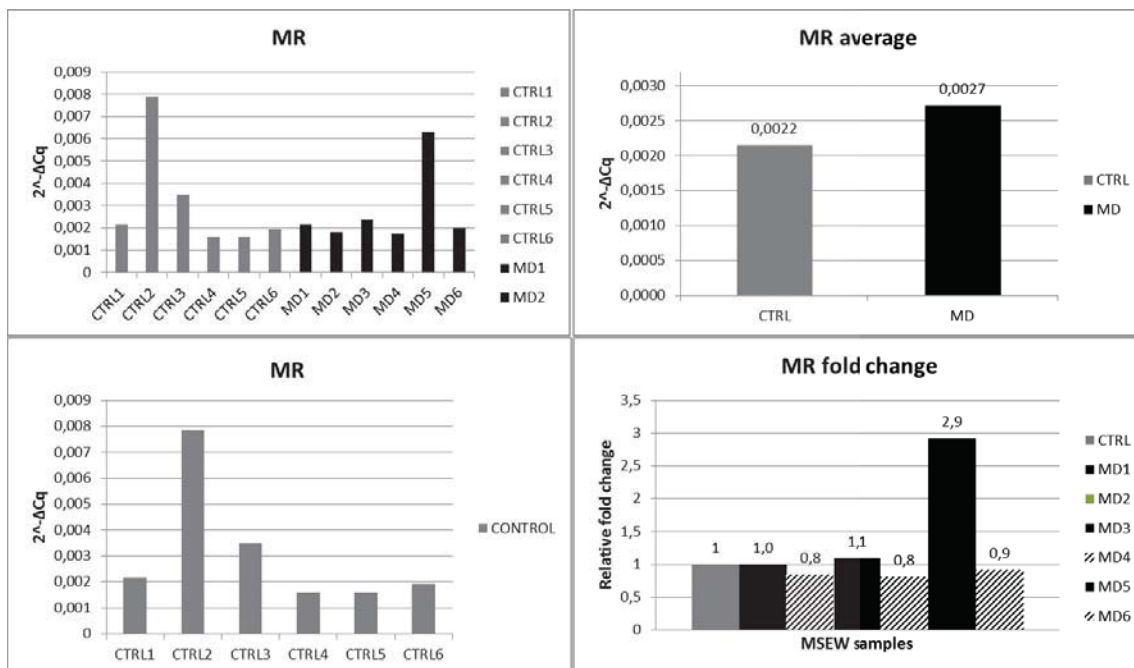 MR
0,009
0,008
0,007
0,006
0,005
0,004
0,003
0,002
0,001
0
2^-ΔCq
CTRL1
CTRL2
CTRL3
CTRL4
CTRL5
CTRL6
MD1
MD2
MD3
MD4
MD5
MD6
CTRL1
CTRL2
CTRL3
CTRL4
CTRL5
CTRL6
MD1
MD2
MR average
0,0030
0,0025
0,0020
0,0015
0,0010
0,0005
0,0000
2^-ΔCq
0,0022
0,0027
CTRL
MD
CTRL
MD
MR
0,009
0,008
0,007
0,006
0,005
0,004
0,003
0,002
0,001
0
2^-ΔCq
CTRL1 CTRL2 CTRL3 CTRL4 CTRL5 CTRL6
CONTROL
MR fold change
3,5
3
2,5
2
1,5
1
0,5
0
Relative fold change
1
1,0
0,8
1,1
0,8
2,9
0,9
MSEW samples
CTRL
MD1
MD2
MD3
MD4
MD5
MD6